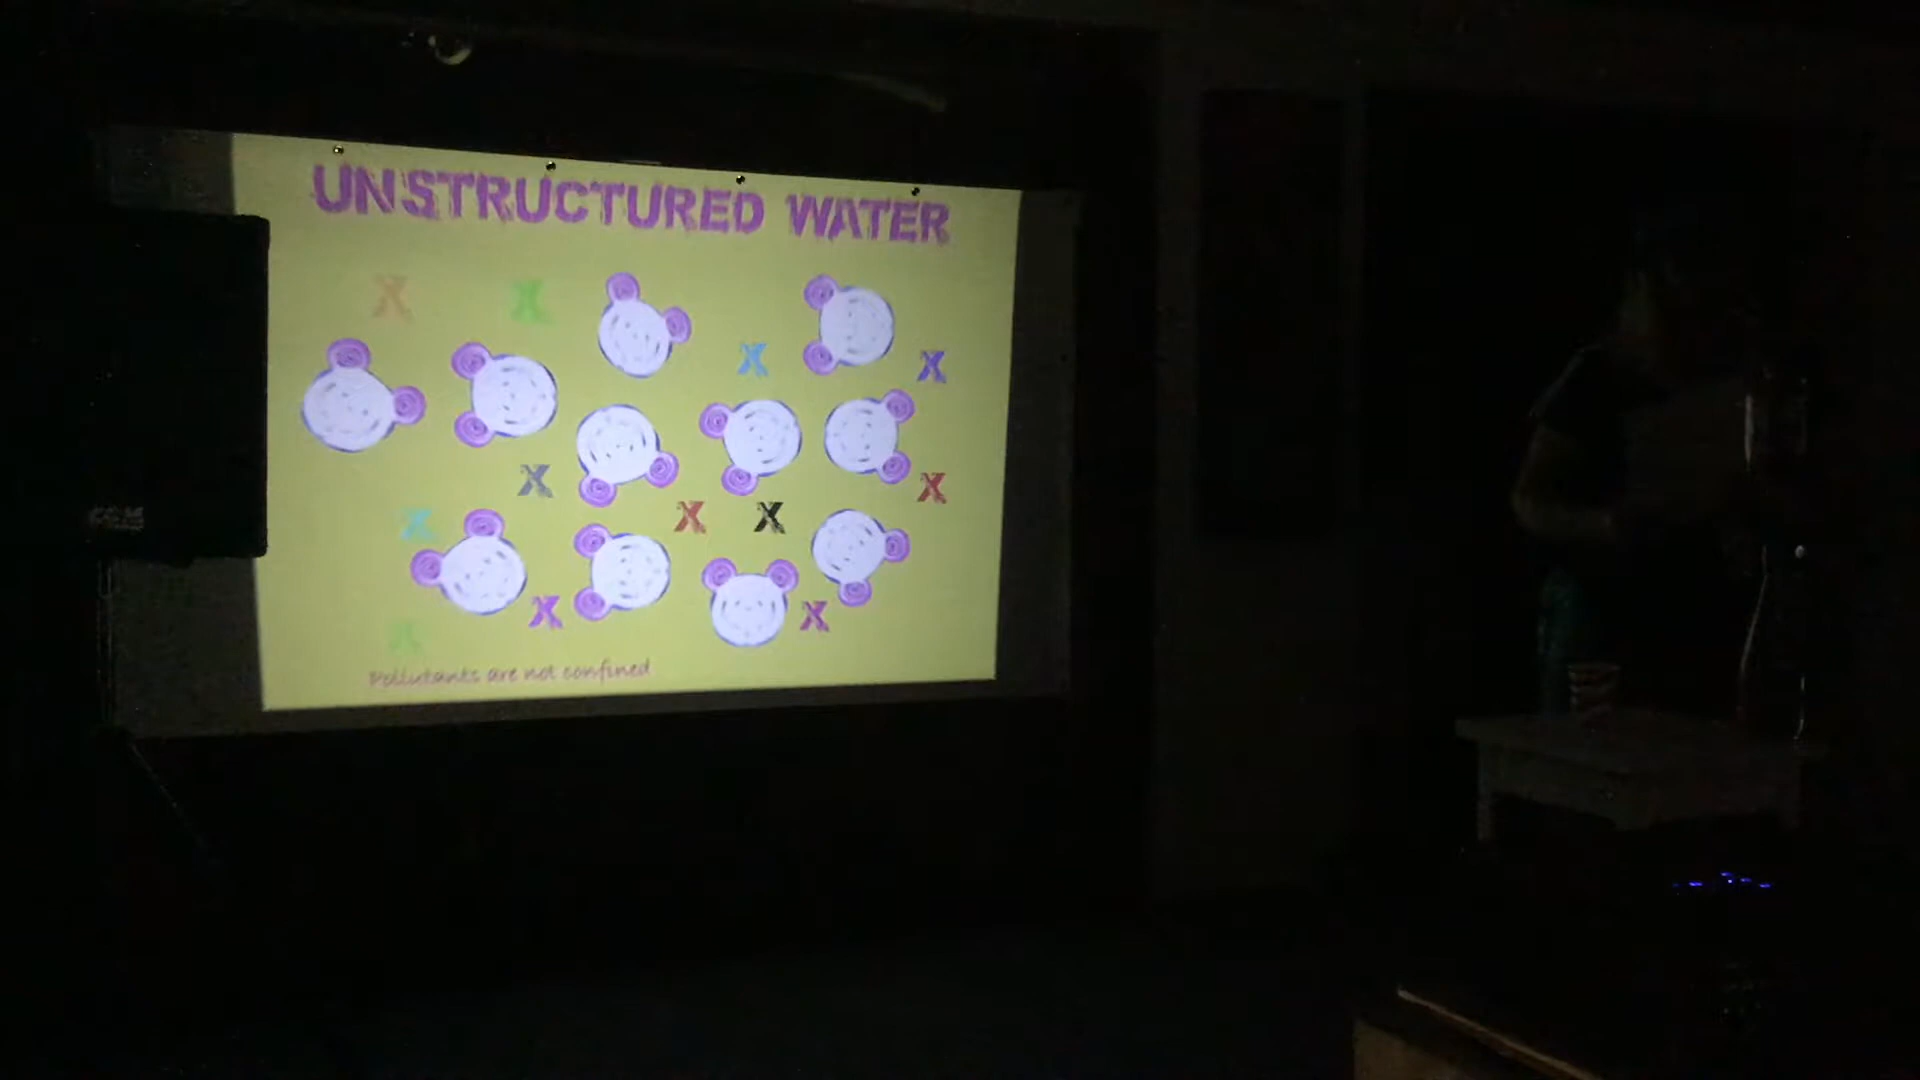 UNSTRUCTURED WATER
X X
X X
X X
X X X
X X
X
Pollutants are not confined